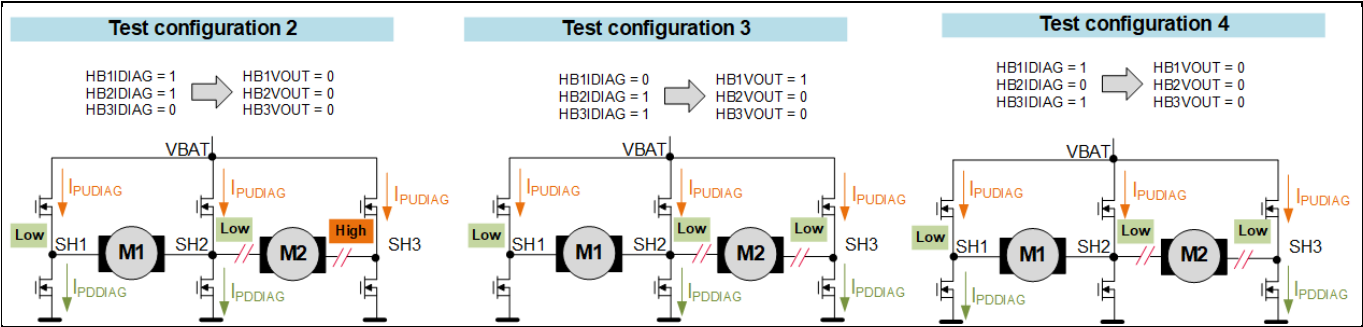 Test configuration 2
HB1IDIAG = 1
HB2IDIAG = 1
HB3IDIAG = 0
HB1VOUT = 0
HB2VOUT = 0
HB3VOUT = 0
VBAT
IPUDIAG
IPUDIAG
IPUDIAG
Low
Low
High
SH1
M1
SH2
M2
SH3
IPDDIAG
IPDDIAG
Test configuration 3
HB1IDIAG = 0
HB2IDIAG = 1
HB3IDIAG = 1
HB1VOUT = 1
HB2VOUT = 0
HB3VOUT = 0
VBAT
IPUDIAG
IPUDIAG
IPUDIAG
Low
Low
Low
SH1
M1
SH2
M2
SH3
IPDDIAG
IPDDIAG
Test configuration 4
HB1IDIAG = 1
HB2IDIAG = 0
HB3IDIAG = 1
HB1VOUT = 0
HB2VOUT = 0
HB3VOUT = 0
VBAT
IPUDIAG
IPUDIAG
IPUDIAG
Low
Low
Low
SH1
M1
SH2
M2
SH3
IPDDIAG
IPDDIAG